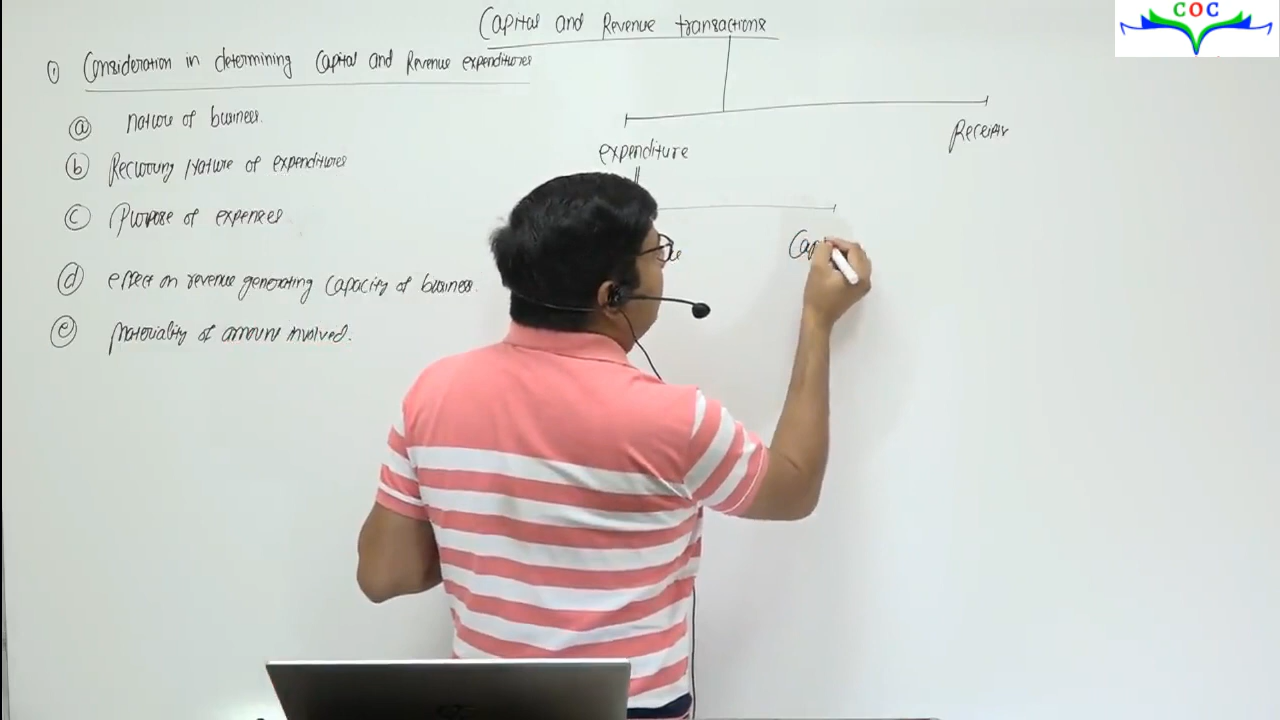 Capital and Revenue transactions
COC
① Consideration in determining Capital and Revenue expenditures
ⓐ Nature of business.
ⓑ Recurring Nature of expenditures
ⓒ Purpose of expenses
ⓓ effect on revenue generating Capacity of business.
ⓔ Materiality of amount involved.
expenditure
Receipts